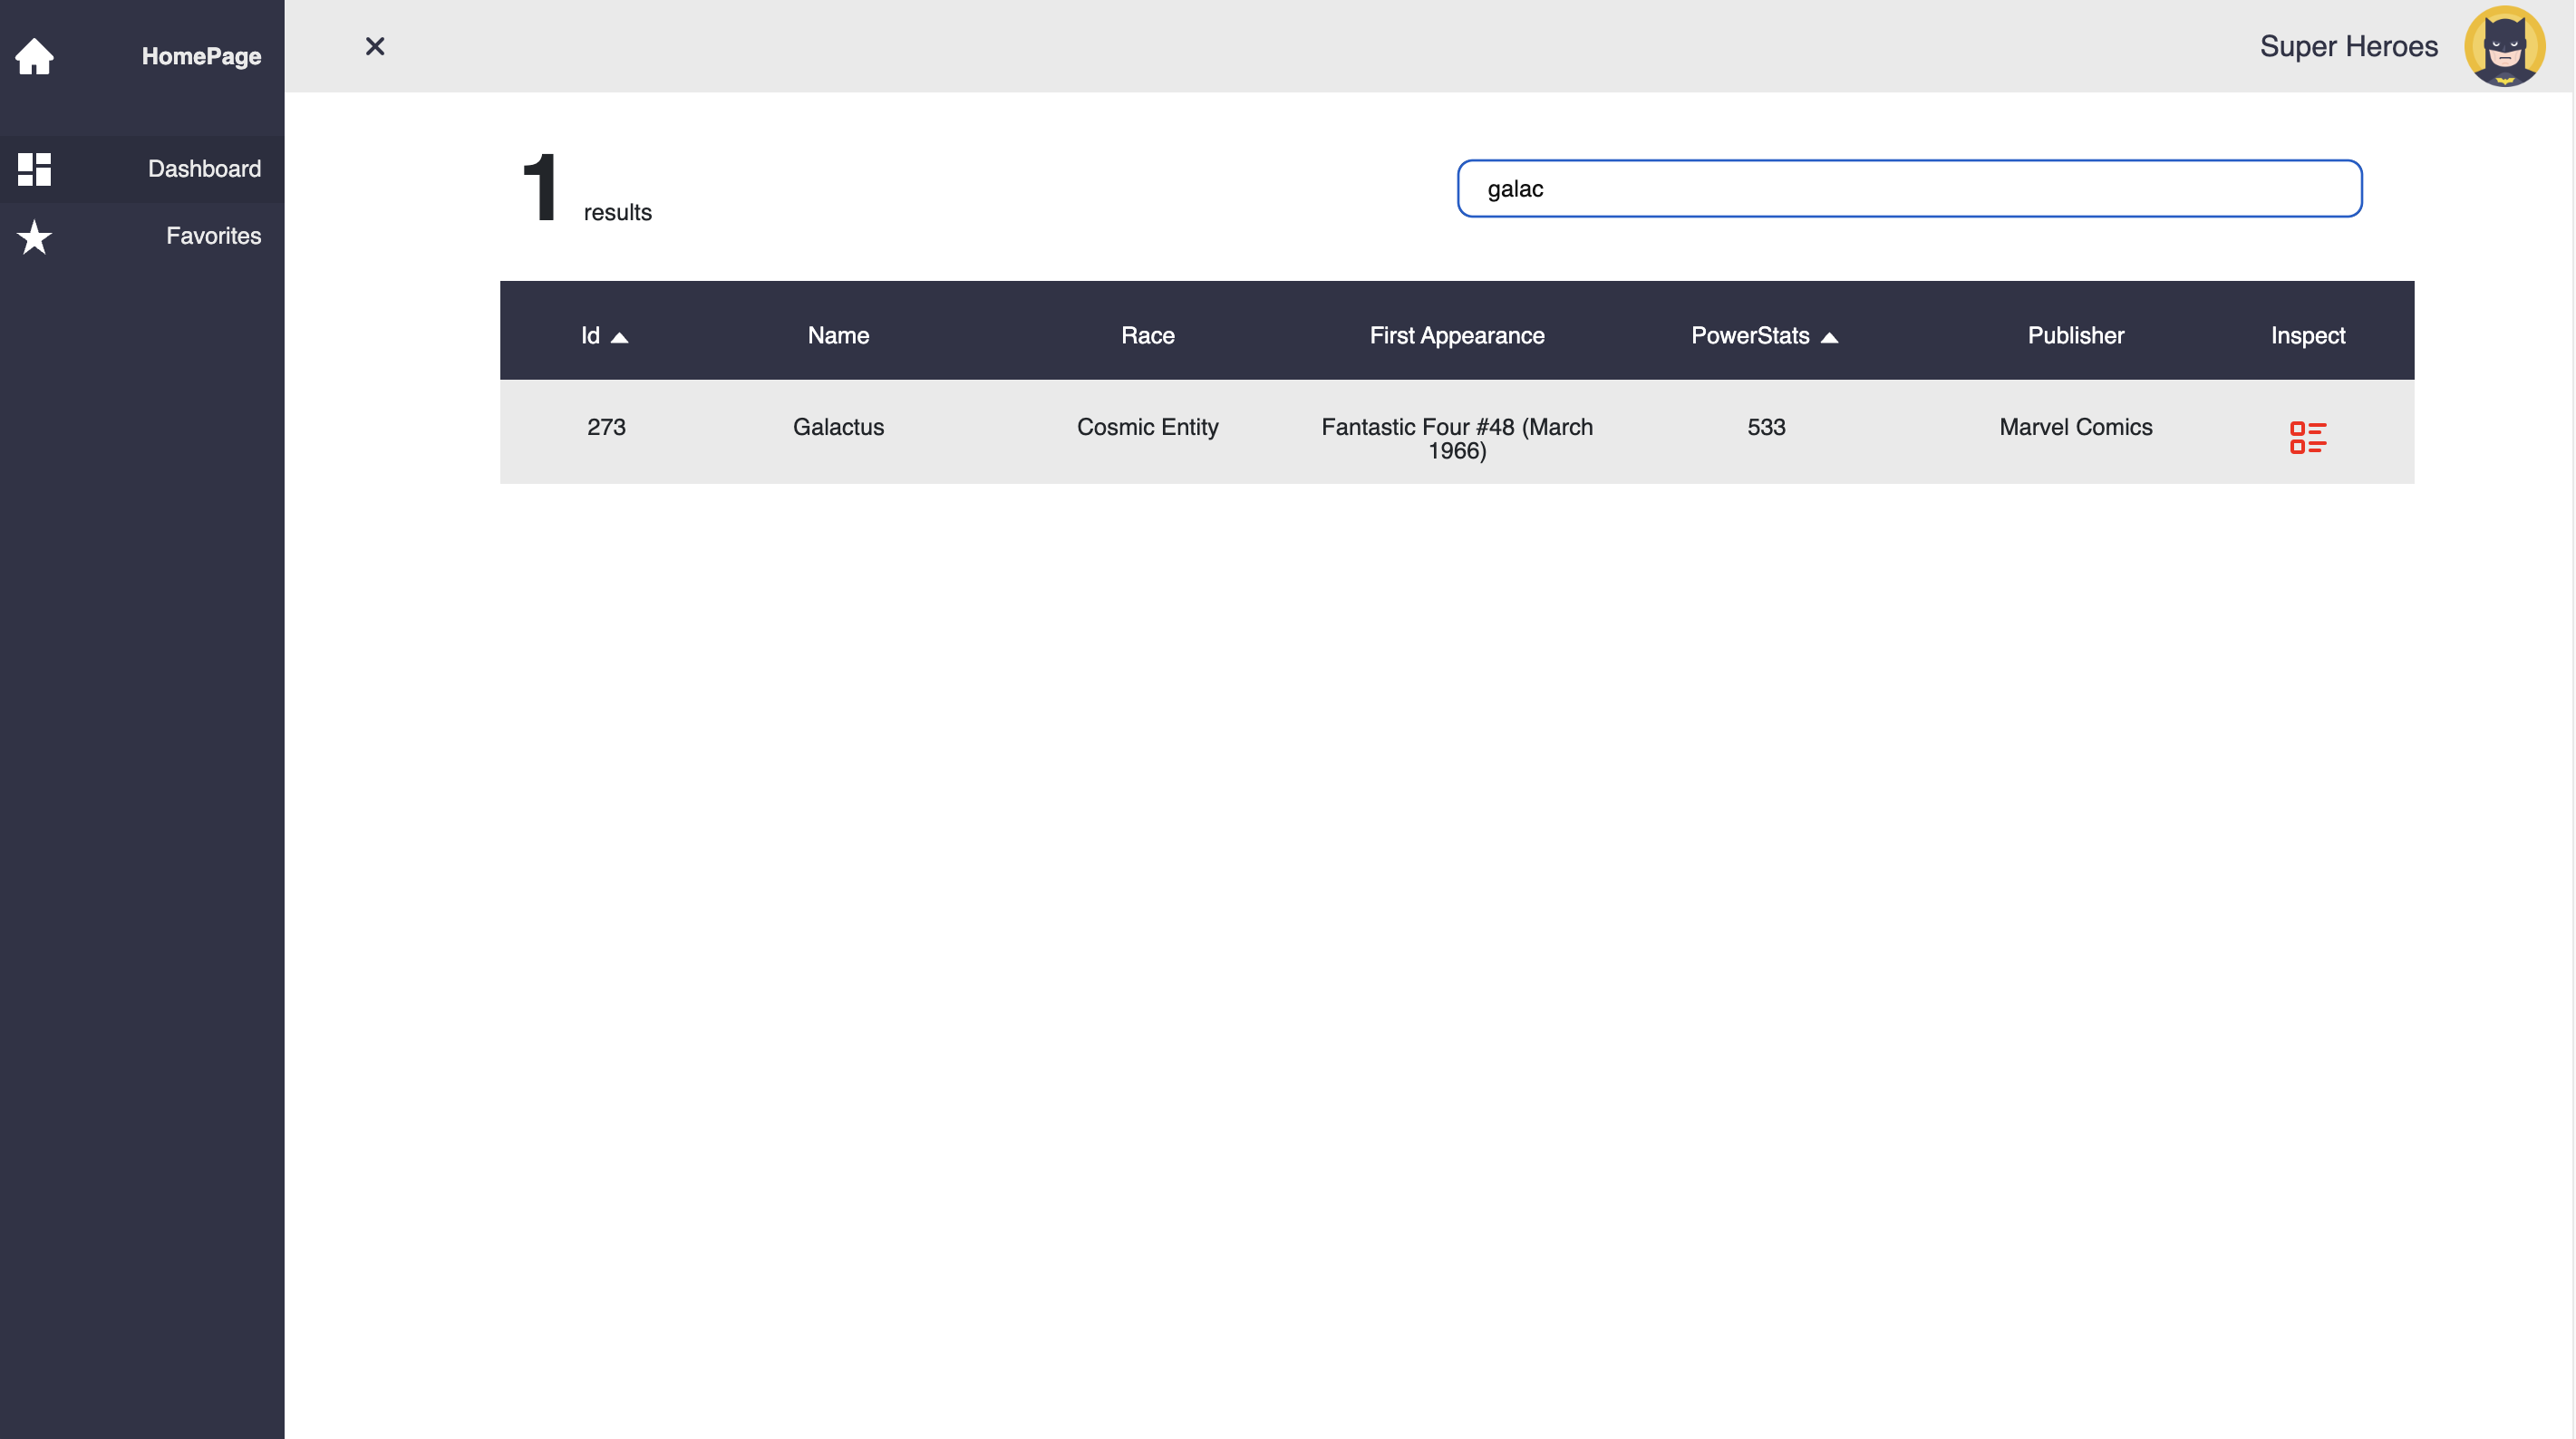 HomePage
Dashboard
Favorites
Super Heroes
1 results
galac
Id Name Race First Appearance PowerStats Publisher Inspect
273 Galactus Cosmic Entity Fantastic Four #48 (March 533 Marvel Comics
1966)